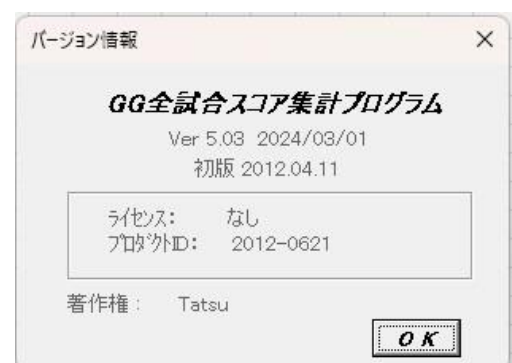 バージョン情報
GG全試合スコア集計プログラム
Ver 5.03 2024/03/01
初版 2012.04.11
ﾗｲｾﾝｽ： なし
ﾌﾟﾛﾀﾞｸﾄID： 2012-0621
著作権： Tatsu
OK